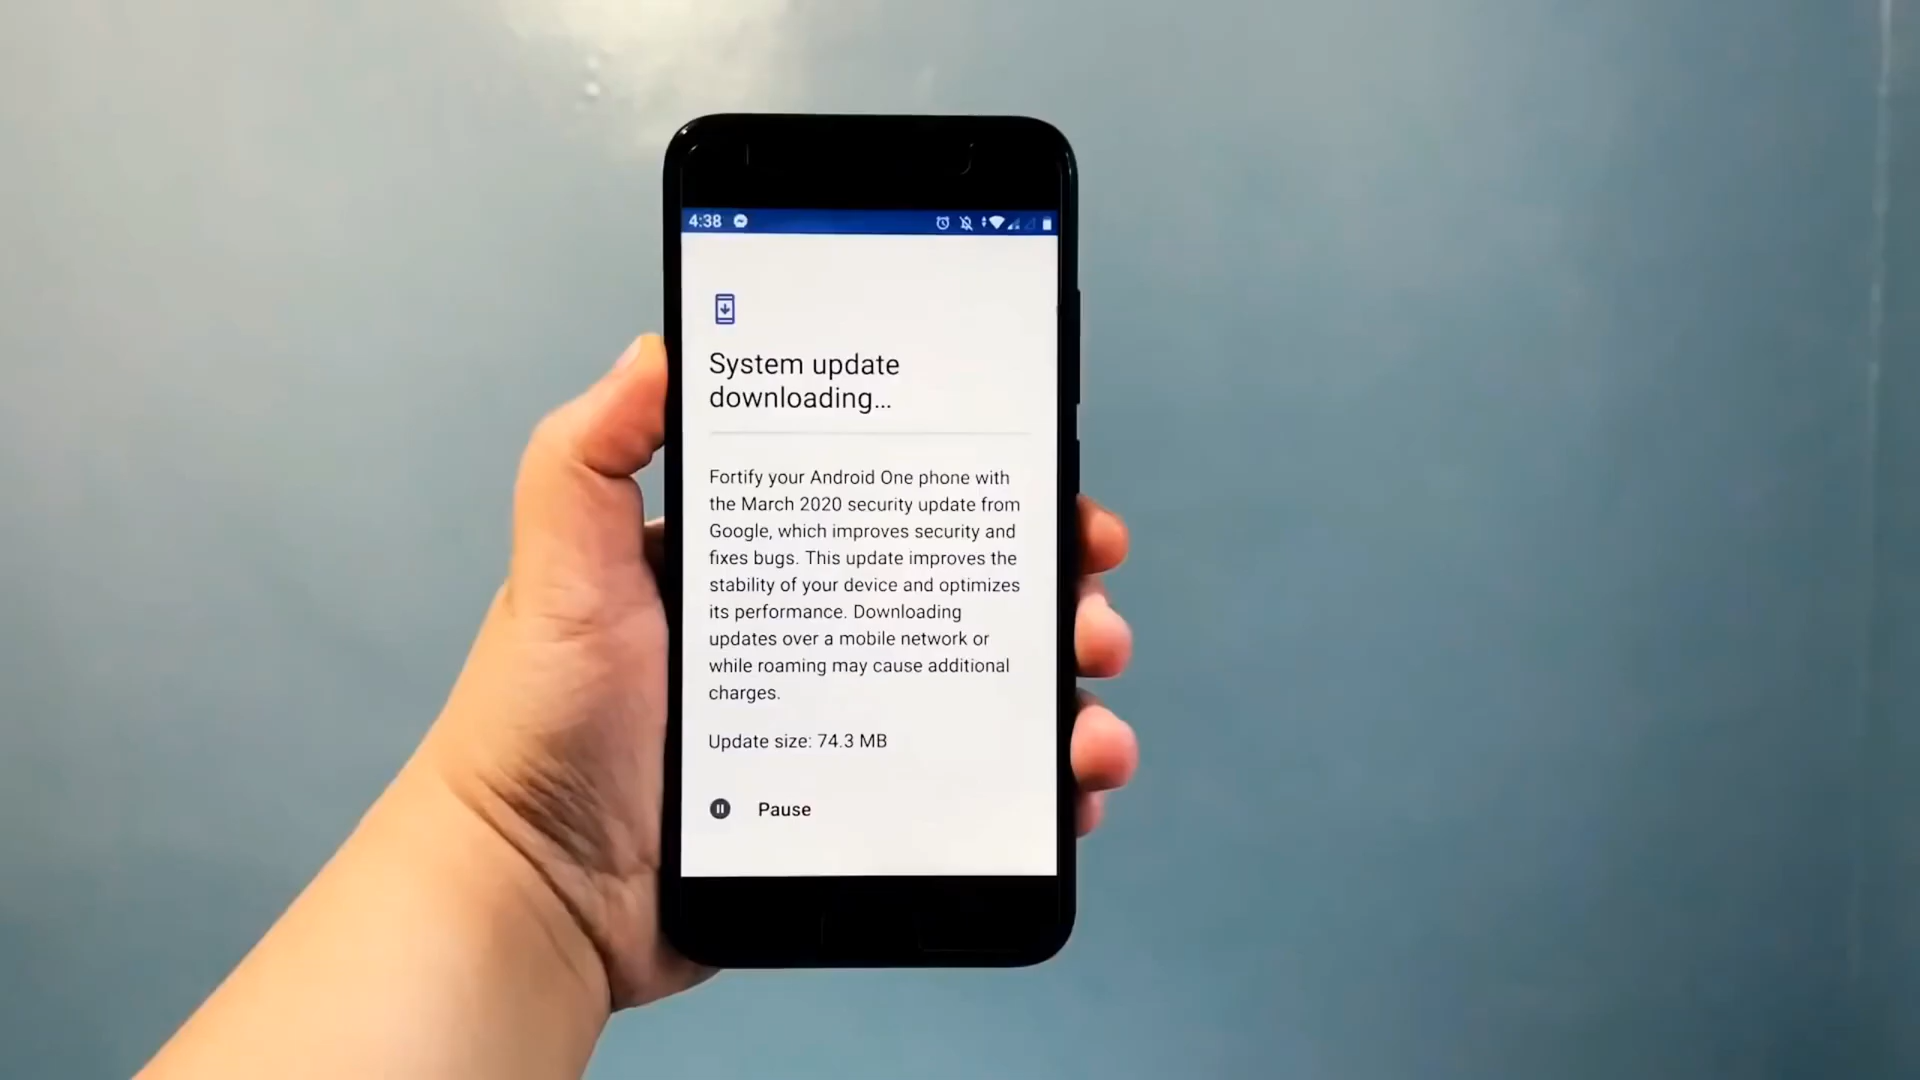 4:38
System update
downloading...
Fortify your Android One phone with
the March 2020 security update from
Google, which improves security and
fixes bugs. This update improves the
stability of your device and optimizes
its performance. Downloading
updates over a mobile network or
while roaming may cause additional
charges.
Update size: 74.3 MB
Pause